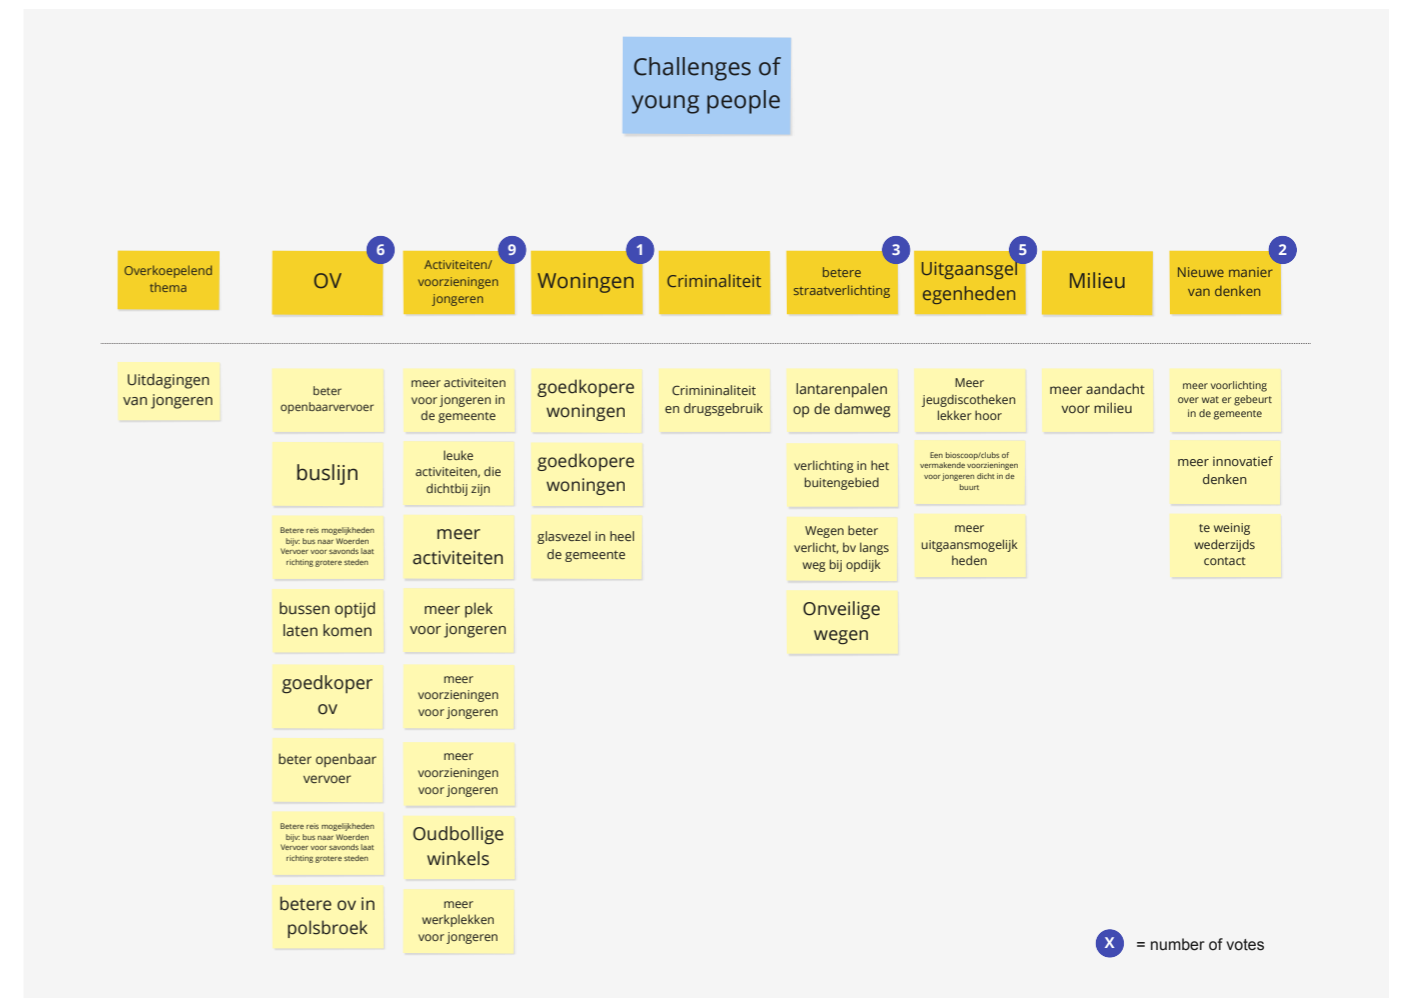 Challenges of
young people
6
9
1
3
5
2
Overkoepelend
thema
OV
Activiteiten/
voorzieningen
jongeren
Woningen
Criminaliteit
betere
straatverlichting
Uitgaansgel
egenheden
Milieu
Nieuwe manier
van denken
Uitdagingen
van jongeren
beter
openbaarvervoer
buslijn
Betere reis mogelijkheden
bijv: bus naar Woerden
Vervoer voor savonds laat
richting grotere steden
bussen optijd
laten komen
goedkoper
ov
beter openbaar
vervoer
Betere reis mogelijkheden
bijv: bus naar Woerden
Vervoer voor savonds laat
richting grotere steden
betere ov in
polsbroek
meer activiteiten
voor jongeren in
de gemeente
leuke
activiteiten, die
dichtbij zijn
meer
activiteiten
meer plek
voor jongeren
meer
voorzieningen
voor jongeren
meer
voorzieningen
voor jongeren
Oudbollige
winkels
meer
werkplekken
voor jongeren
goedkopere
woningen
goedkopere
woningen
glasvezel in heel
de gemeente
Crimininaliteit
en drugsgebruik
lantarenpalen
op de damweg
verlichting in het
buitengebied
Wegen beter
verlicht, bv langs
weg bij opdijk
Onveilige
wegen
Meer
jeugdiscotheken
lekker hoor
Een bioscoop/clubs of
vermakende voorzieningen
voor jongeren dicht in de
buurt
meer
uitgaansmogelijk
heden
meer aandacht
voor milieu
meer voorlichting
over wat er gebeurt
in de gemeente
meer innovatief
denken
te weinig
wederzijds
contact
X = number of votes